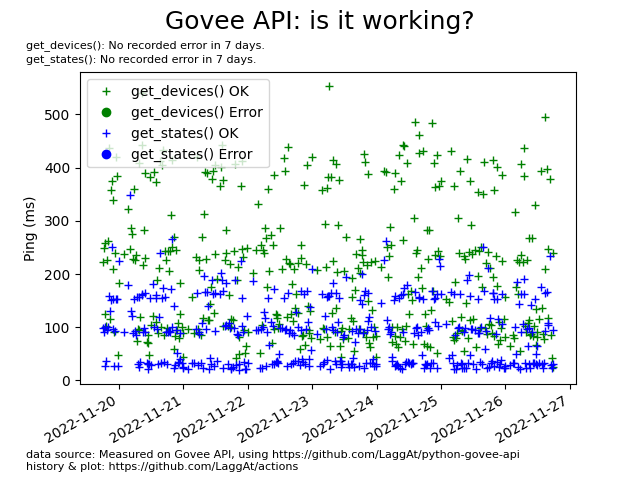 Govee API: is it working?
get_devices(): No recorded error in 7 days.
get_states(): No recorded error in 7 days.
get_devices() OK
get_devices() Error
get_states() OK
get_states() Error
Ping (ms)
500
400
300
200
100
0
2022-11-20
2022-11-21
2022-11-22
2022-11-23
2022-11-24
2022-11-25
2022-11-26
2022-11-27
data source: Measured on Govee API, using https://github.com/LaggAt/python-govee-api
history & plot: https://github.com/LaggAt/actions